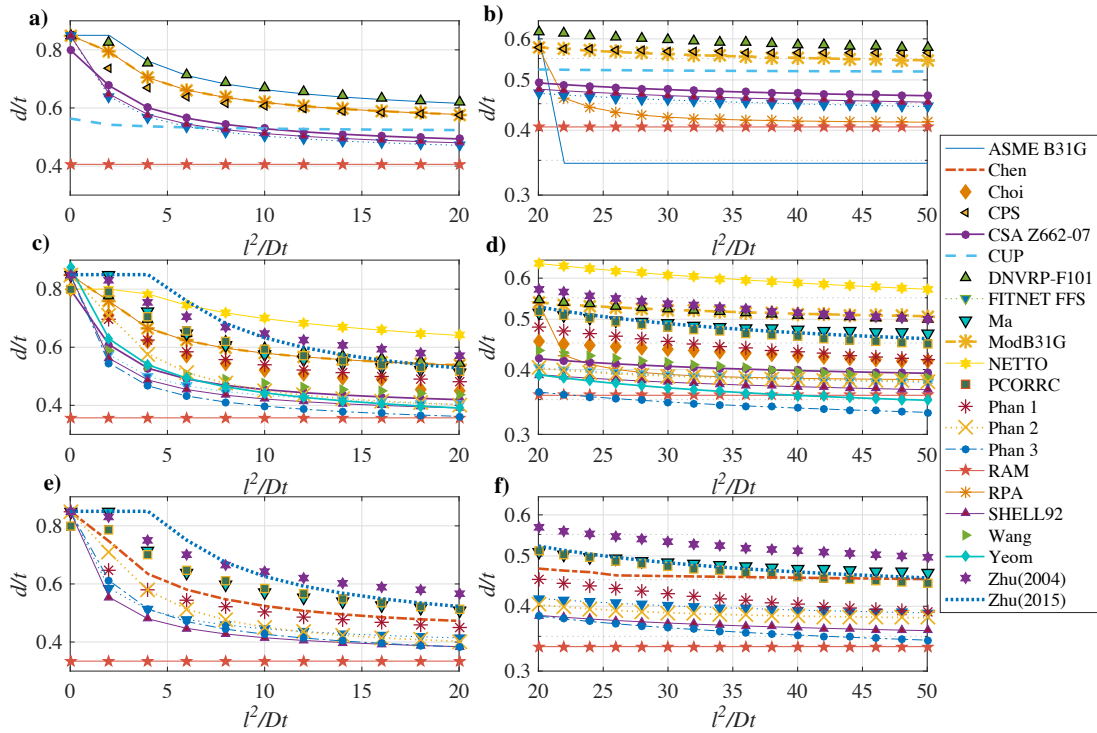 a)
b)
0.8
0.6
0.4
d/t
0
5
10
15
20
l²/Dt
0.6
0.5
0.4
0.3
d/t
20
25
30
35
40
45
50
l²/Dt
c)
d)
0.8
0.6
0.4
d/t
0
5
10
15
20
l²/Dt
0.6
0.5
0.4
0.3
d/t
20
25
30
35
40
45
50
l²/Dt
e)
f)
0.8
0.6
0.4
d/t
0
5
10
15
20
l²/Dt
0.6
0.5
0.4
0.3
d/t
20
25
30
35
40
45
50
l²/Dt
ASME B31G
Chen
Choi
CPS
CSA Z662-07
CUP
DNVRP-F101
FITNET FFS
Ma
ModB31G
NETTO
PCORRC
Phan 1
Phan 2
Phan 3
RAM
RPA
SHELL92
Wang
Yeom
Zhu(2004)
Zhu(2015)